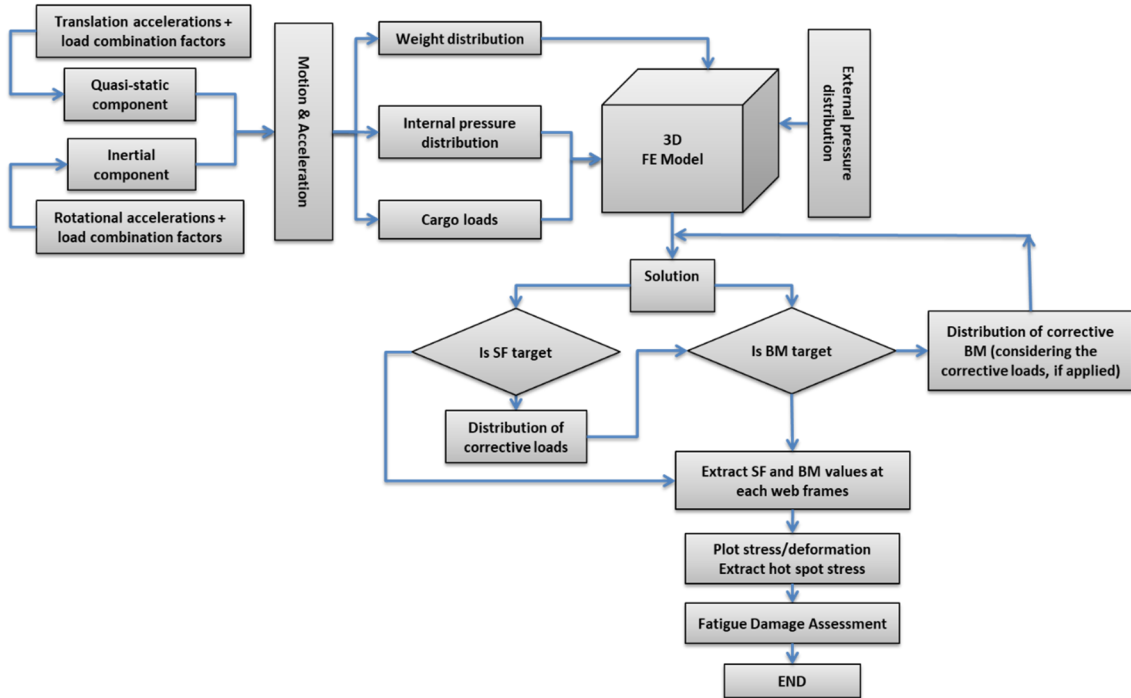 Translation accelerations +
load combination factors
Quasi-static
component
Inertial
component
Rotational accelerations +
load combination factors
Motion & Acceleration
Weight distribution
Internal pressure
distribution
Cargo loads
3D
FE Model
External pressure
distribution
Solution
Is SF target
Is BM target
Distribution of corrective
BM (considering the
corrective loads, if applied)
Distribution of
corrective loads
Extract SF and BM values at
each web frames
Plot stress/deformation
Extract hot spot stress
Fatigue Damage Assessment
END